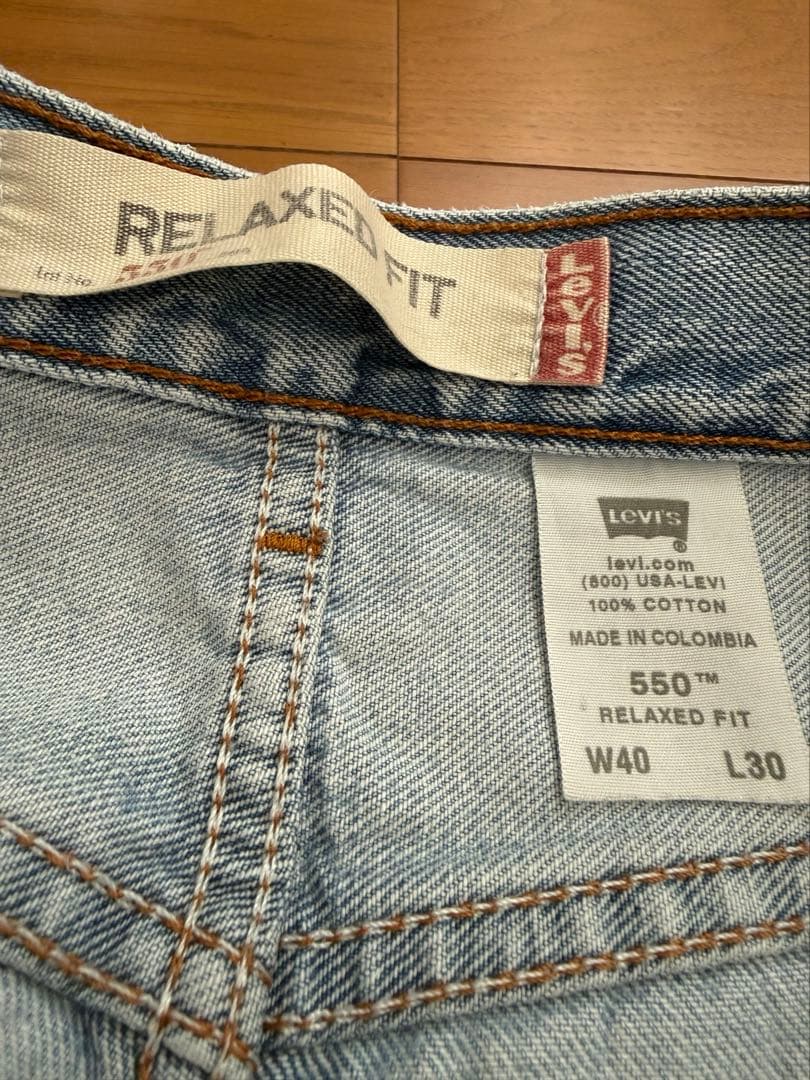 RELAXED FIT
550
Levi's
LEVI'S
®
levi.com
(800) USA-LEVI
100% COTTON
MADE IN COLOMBIA
550™
RELAXED FIT
W40 L30